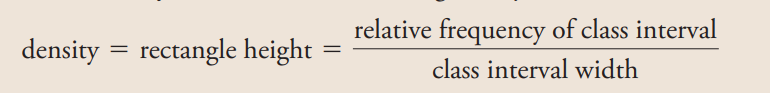 density = rectangle height = relative frequency of class interval
class interval width